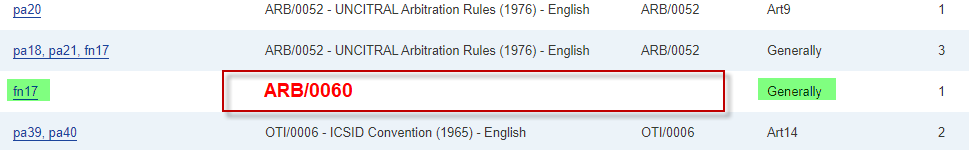 pa20 ARB/0052 - UNCITRAL Arbitration Rules (1976) - English ARB/0052 Art9 1
pa18, pa21, fn17 ARB/0052 - UNCITRAL Arbitration Rules (1976) - English ARB/0052 Generally 3
fn17 ARB/0060 Generally 1
pa39, pa40 OTI/0006 - ICSID Convention (1965) - English OTI/0006 Art14 2